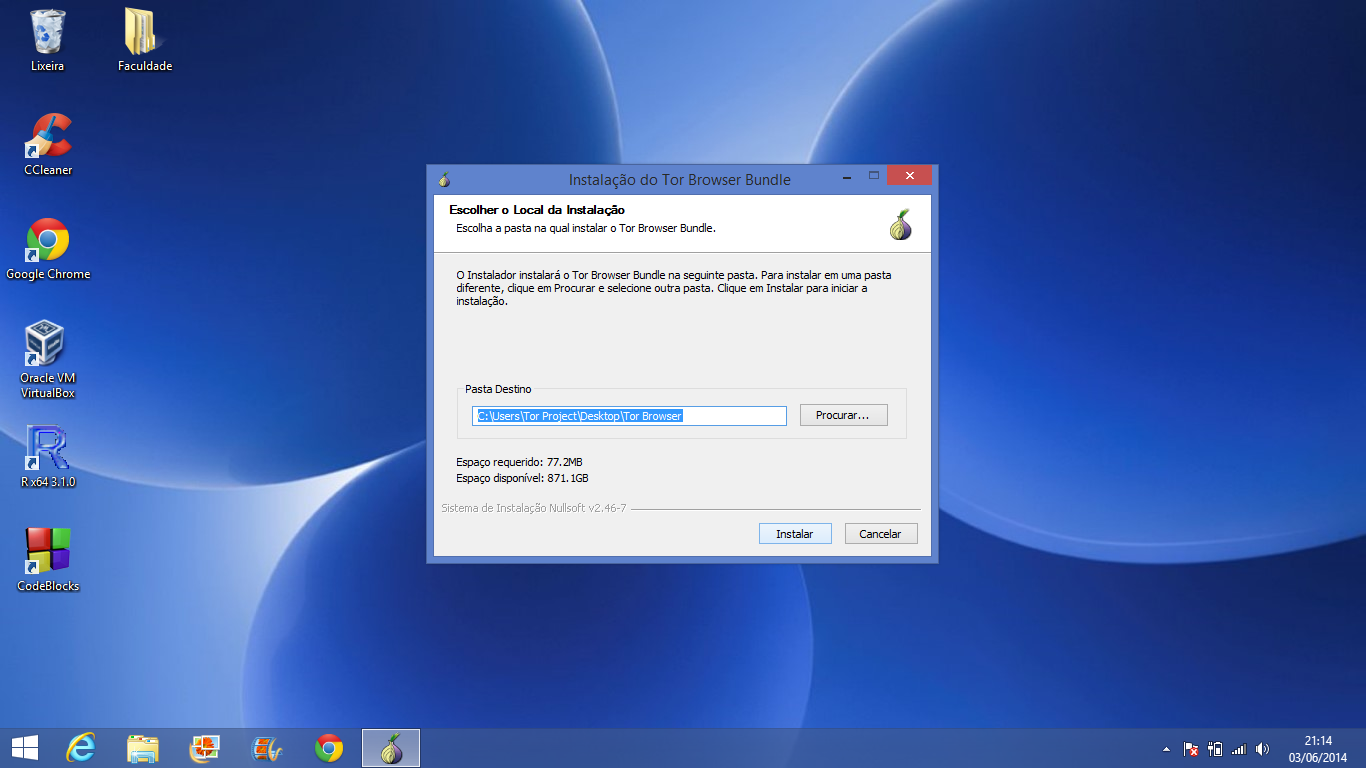 Lixeira
Faculdade
CCleaner
Google Chrome
Oracle VM
VirtualBox
R x64 3.1.0
CodeBlocks
Instalação do Tor Browser Bundle
Escolher o Local da Instalação
Escolha a pasta na qual instalar o Tor Browser Bundle.
O Instalador instalará o Tor Browser Bundle na seguinte pasta. Para instalar em uma pasta
diferente, clique em Procurar e selecione outra pasta. Clique em Instalar para iniciar a
instalação.
Pasta Destino
C:\Users\Tor Project\Desktop\Tor Browser
Procurar...
Espaço requerido: 77.2MB
Espaço disponível: 871.1GB
Sistema de Instalação Nullsoft v2.46-7
Instalar
Cancelar
21:14
03/06/2014